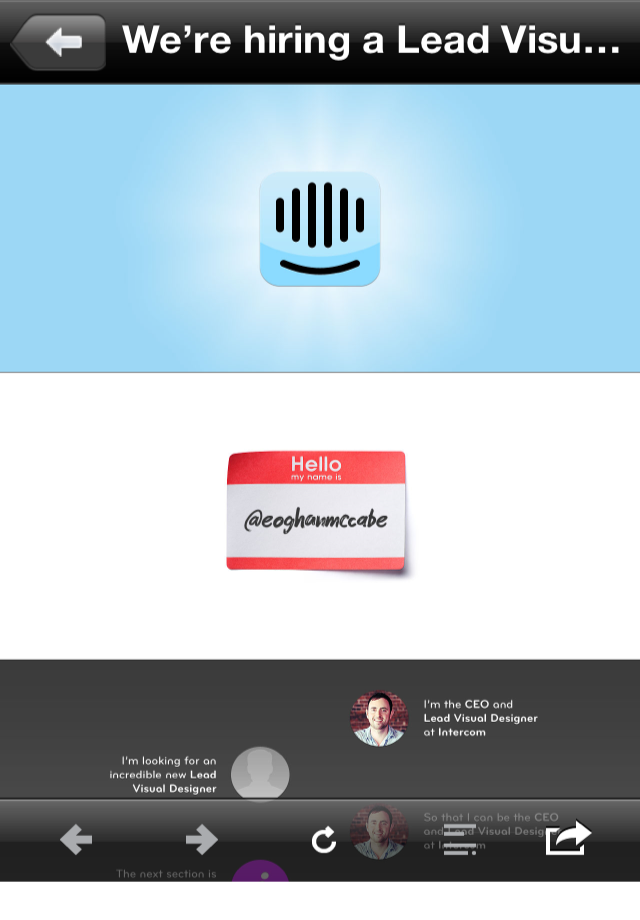 We’re hiring a Lead Visu...
Hello
my name is
@eoghanmccabe
I'm the CEO and
Lead Visual Designer
at Intercom
I'm looking for an
incredible new Lead
Visual Designer
So that I can be the CEO
and Lead Visual Designer
at Intercom
The next section is